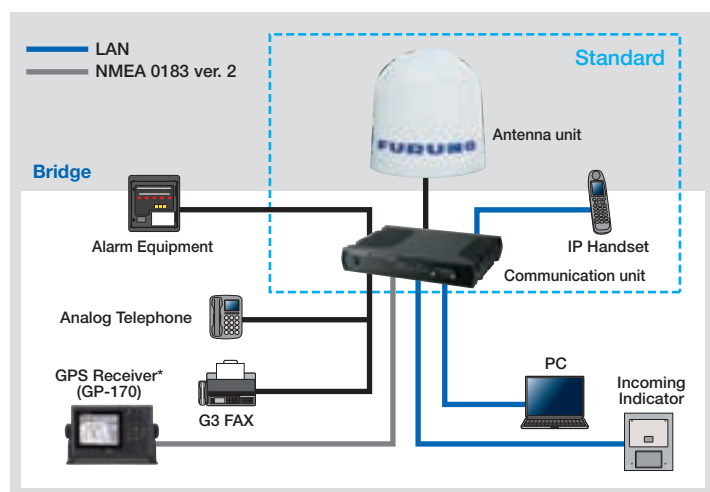 LAN
NMEA 0183 ver. 2
Standard
Antenna unit
FURUNO
Bridge
Alarm Equipment
IP Handset
Communication unit
Analog Telephone
PC
GPS Receiver*
(GP-170)
G3 FAX
Incoming
Indicator